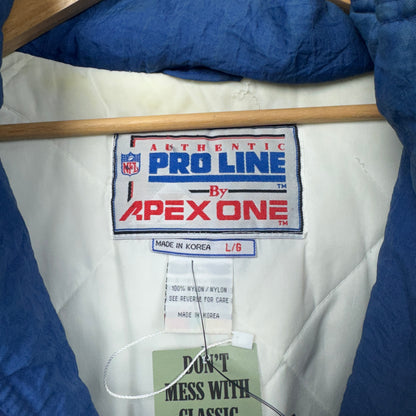 AUTHENTIC
NFL PRO LINE TM
By
APEX ONE TM
MADE IN KOREA L/G
100% NYLON / NYLON
SEE REVERSE FOR CARE
MADE IN KOREA
DON'T
MESS WITH
CLASSIC